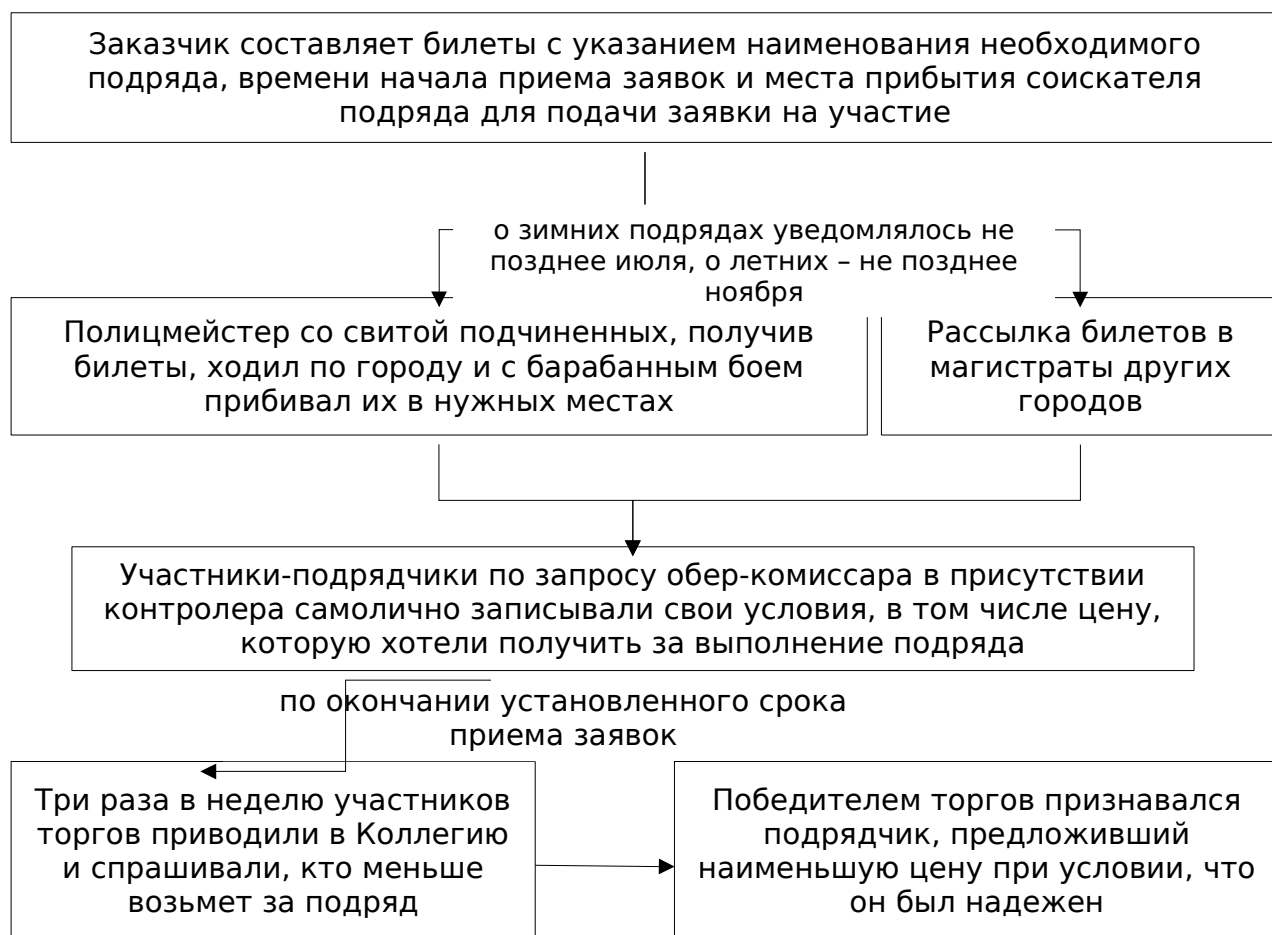 Заказчик составляет билеты с указанием наименования необходимого
подряда, времени начала приема заявок и места прибытия соискателя
подряда для подачи заявки на участие
о зимних подрядах уведомлялось не
позднее июля, о летних – не позднее
ноября
Полицмейстер со свитой подчиненных, получив
билеты, ходил по городу и с барабанным боем
прибивал их в нужных местах
Рассылка билетов в
магистраты других
городов
Участники-подрядчики по запросу обер-комиссара в присутствии
контролера самолично записывали свои условия, в том числе цену,
которую хотели получить за выполнение подряда
по окончании установленного срока
приема заявок
Три раза в неделю участников
торгов приводили в Коллегию
и спрашивали, кто меньше
возьмет за подряд
Победителем торгов признавался
подрядчик, предложивший
наименьшую цену при условии, что
он был надежен